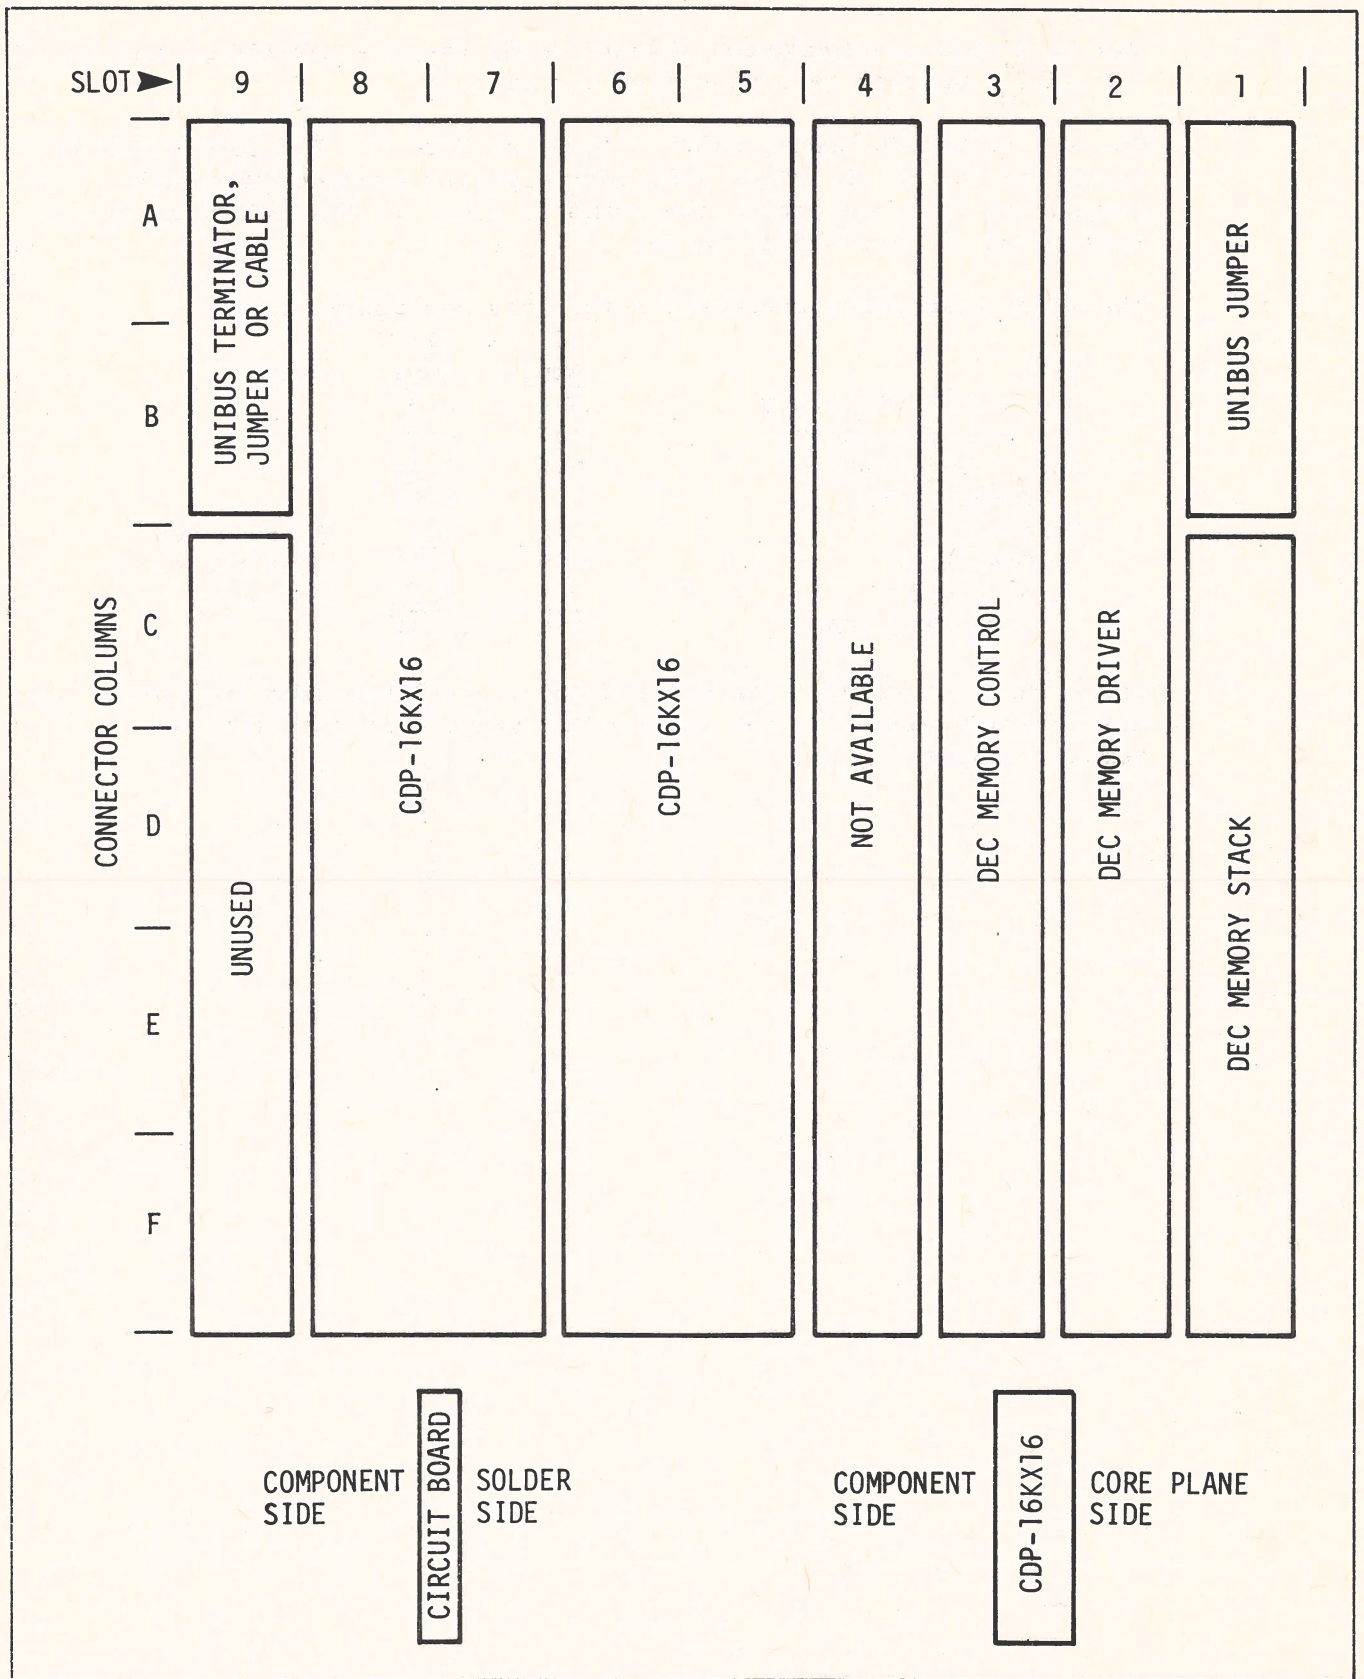 SLOT 9 8 7 6 5 4 3 2 1
A
B
C
D
E
F
CONNECTOR COLUMNS
UNIBUS TERMINATOR,
JUMPER OR CABLE
UNUSED
CDP-16KX16
CDP-16KX16
NOT AVAILABLE
DEC MEMORY CONTROL
DEC MEMORY DRIVER
UNIBUS JUMPER
DEC MEMORY STACK
COMPONENT
SIDE
CIRCUIT BOARD
SOLDER
SIDE
COMPONENT
SIDE
CDP-16KX16
CORE PLANE
SIDE